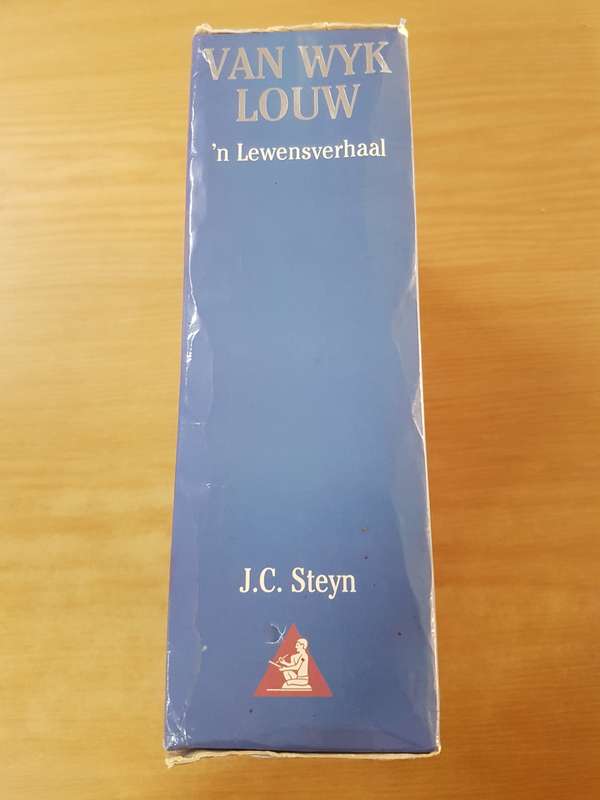 VAN WYK
LOUW
'n Lewensverhaal
J.C. Steyn